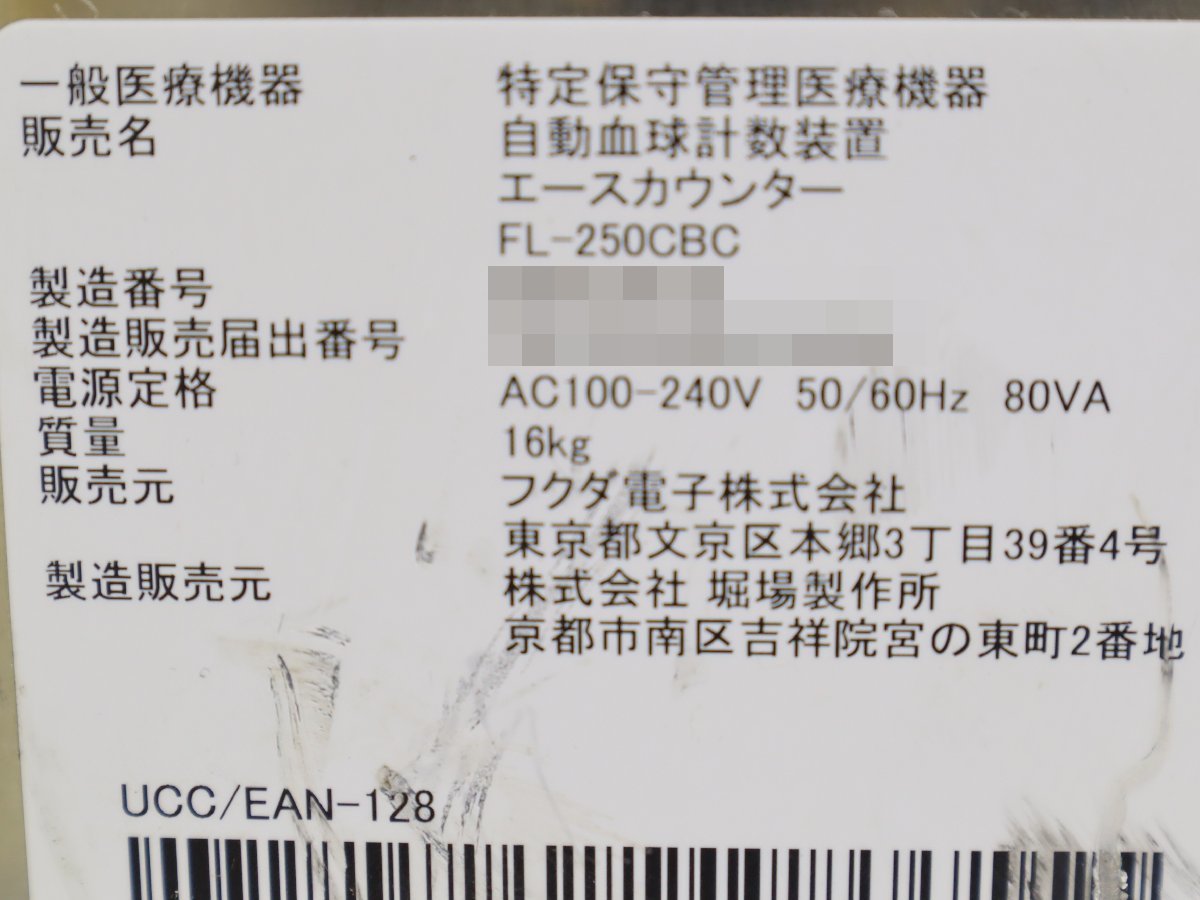 一般医療機器 特定保守管理医療機器
販売名 自動血球計数装置
エースカウンター
FL-250CBC
製造番号
製造販売届出番号
電源定格 AC100-240V 50/60Hz 80VA
質量 16kg
販売元 フクダ電子株式会社
東京都文京区本郷3丁目39番4号
製造販売元 株式会社 堀場製作所
京都市南区吉祥院宮の東町2番地
UCC/EAN-128